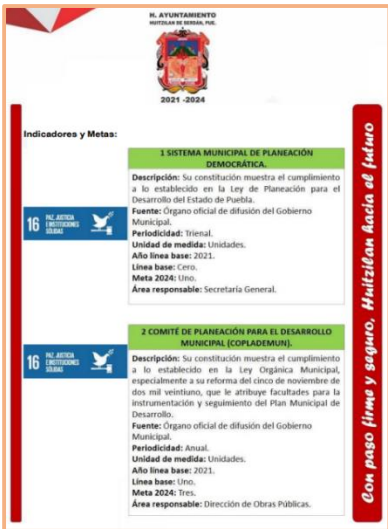 H. AYUNTAMIENTO
HUITZILAN DE SERDÁN, PUE.
2021 -2024
Indicadores y Metas:
1 SISTEMA MUNICIPAL DE PLANEACIÓN
DEMOCRÁTICA.
16 PAZ, JUSTICIA
E INSTITUCIONES
SÓLIDAS
Descripción: Su constitución muestra el cumplimiento
a lo establecido en la Ley de Planeación para el
Desarrollo del Estado de Puebla.
Fuente: Órgano oficial de difusión del Gobierno
Municipal.
Periodicidad: Trienal.
Unidad de medida: Unidades.
Año línea base: 2021.
Línea base: Cero.
Meta 2024: Uno.
Área responsable: Secretaría General.
2 COMITÉ DE PLANEACIÓN PARA EL DESARROLLO
MUNICIPAL (COPLADEMUN).
16 PAZ, JUSTICIA
E INSTITUCIONES
SÓLIDAS
Descripción: Su constitución muestra el cumplimiento
a lo establecido en la Ley Orgánica Municipal,
especialmente a su reforma del cinco de noviembre de
dos mil veintiuno, que le atribuye facultades para la
instrumentación y seguimiento del Plan Municipal de
Desarrollo.
Fuente: Órgano oficial de difusión del Gobierno
Municipal.
Periodicidad: Anual.
Unidad de medida: Unidades.
Año línea base: 2021.
Línea base: Uno.
Meta 2024: Tres.
Área responsable: Dirección de Obras Públicas.
Con paso firme y seguro, Huitzilan hacia el futuro